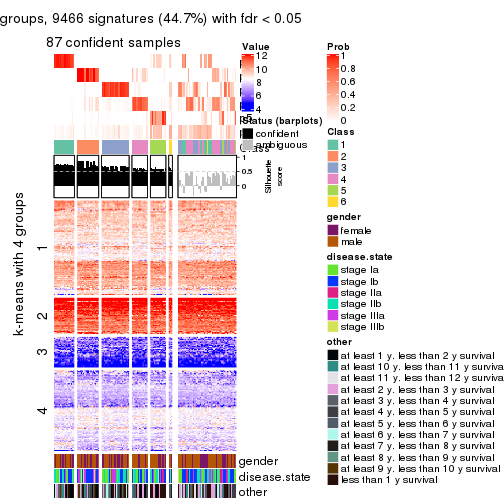 groups, 9466 signatures (44.7%) with fdr < 0.05
87 confident samples
Value
12
10
8
6
4
Prob
1
0.8
0.6
0.4
0.2
0
p5
Status (barplots)
confident
ambiguous
Class
1
2
3
4
5
6
1
0.5
0
Silhouette
score
k-means with 4 groups
1
2
3
4
gender
female
male
disease.state
stage Ia
stage Ib
stage IIa
stage IIb
stage IIIa
stage IIIb
other
at least 1 y. less than 2 y survival
at least 10 y. less than 11 y surviva
at least 11 y. less than 12 y surviva
at least 2 y. less than 3 y survival
at least 3 y. less than 4 y survival
at least 4 y. less than 5 y survival
at least 5 y. less than 6 y survival
at least 6 y. less than 7 y survival
at least 7 y. less than 8 y survival
at least 8 y. less than 9 y survival
at least 9 y. less than 10 y survival
less than 1 y survival
gender
disease.state
other